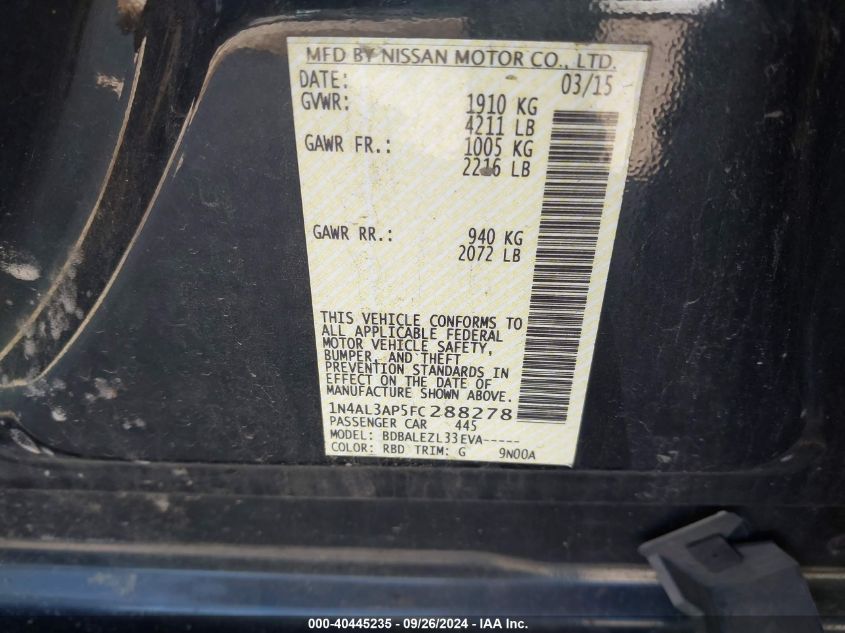 MFD BY NISSAN MOTOR CO., LTD.
DATE: 03/15
GVWR: 1910 KG
4211 LB
GAWR FR.: 1005 KG
2216 LB
GAWR RR.: 940 KG
2072 LB
THIS VEHICLE CONFORMS TO
ALL APPLICABLE FEDERAL
MOTOR VEHICLE SAFETY,
BUMPER, AND THEFT
PREVENTION STANDARDS IN
EFFECT ON THE DATE OF
MANUFACTURE SHOWN ABOVE.
1N4AL3AP5FC288278
PASSENGER CAR 445
MODEL: BDBALEZL33EVA-----
COLOR: RBD TRIM: G 9N00A
000-40445235 - 09/26/2024 - IAA Inc.